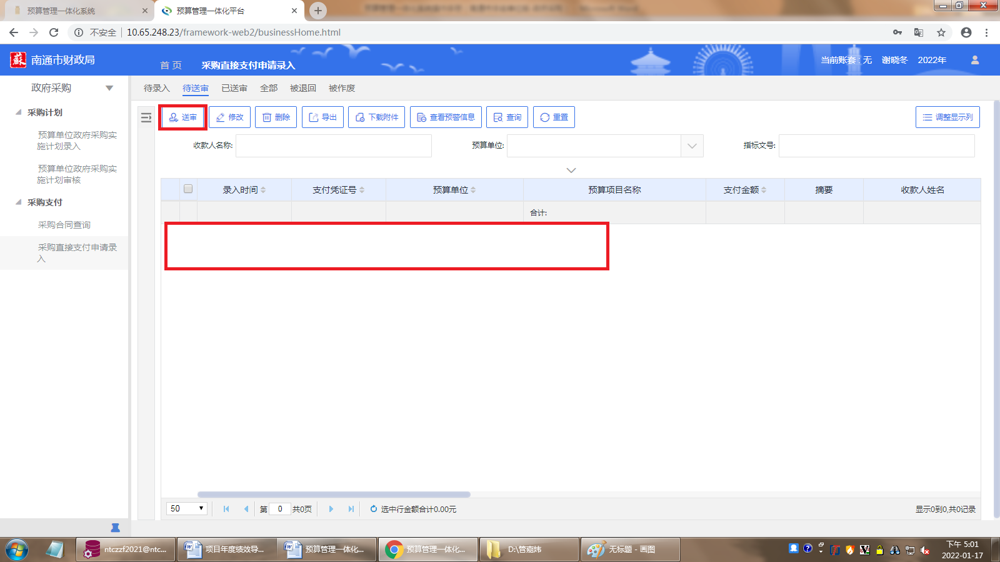 预算管理一体化系统
预算管理一体化平台
不安全
10.65.248.23/framework-web2/businessHome.html
蘇
南通市财政局
首 页
采购直接支付申请录入
当前账套 : 无
谢晓冬
2022年
政府采购
待录入
待送审
已送审
全部
被退回
被作废
采购计划
预算单位政府采购实
施计划录入
预算单位政府采购实
施计划审核
采购支付
采购合同查询
采购直接支付申请录
入
送审
修改
删除
导出
下载附件
查看预警信息
查询
重置
调整显示列
收款人名称:
预算单位:
指标文号:
录入时间
支付凭证号
预算单位
预算项目名称
支付金额
摘要
收款人姓名
合计:
50
第
0
共0页
选中行金额合计0.00元
显示0到0,共0记录
ntczzf2021@ntc...
项目年度绩效导...
预算管理一体化...
预算管理一体化...
D:\管嘉炜
无标题 - 画图
下午 5:01
2022-01-17